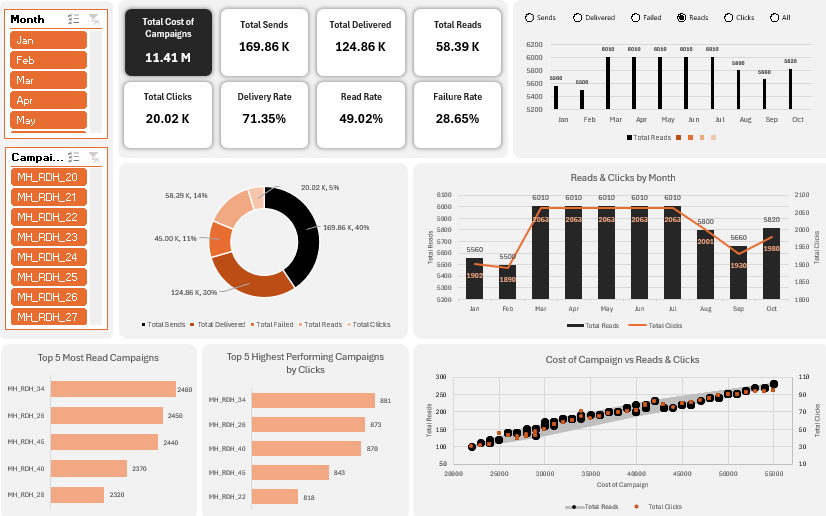 Month
Jan
Feb
Mar
Apr
May
Campai...
MH_RDH_20
MH_RDH_21
MH_RDH_22
MH_RDH_23
MH_RDH_24
MH_RDH_25
MH_RDH_26
MH_RDH_27
Total Cost of
Campaigns
11.41 M
Total Sends
169.86 K
Total Delivered
124.86 K
Total Reads
58.39 K
Total Clicks
20.02 K
Delivery Rate
71.35%
Read Rate
49.02%
Failure Rate
28.65%
Sends Delivered Failed Reads Clicks All
6200
6000
5800
5600
5400
5200
5560 5500 6010 6010 6010 6010 6010 5800 5660 5820
Jan Feb Mar Apr May Jun Jul Aug Sep Oct
Total Reads
20.02 K, 5%
58.39 K, 14%
169.86 K, 40%
45.00 K, 11%
124.86 K, 30%
Total Sends Total Delivered Total Failed Total Reads Total Clicks
Reads & Clicks by Month
Total Reads
6100
6000
5900
5800
5700
5600
5500
5400
5300
5200
5560 5500 6010 6010 6010 6010 6010 5800 5660 5820
1902 1890 2063 2063 2063 2063 2063 2001 1930 1980
2100
2050
2000
1950
1900
1850
1800
Total Clicks
Jan Feb Mar Apr May Jun Jul Aug Sep Oct
Total Reads Total Clicks
Top 5 Most Read Campaigns
MH_RDH_34 2480
MH_RDH_26 2450
MH_RDH_45 2440
MH_RDH_40 2370
MH_RDH_28 2320
Top 5 Highest Performing Campaigns
by Clicks
MH_RDH_34 881
MH_RDH_26 873
MH_RDH_40 870
MH_RDH_45 843
MH_RDH_22 818
Cost of Campaign vs Reads & Clicks
Total Reads
300
250
200
150
100
50
110
90
70
50
30
10
Total Clicks
20000 25000 30000 35000 40000 45000 50000 55000
Cost of Campaign
Total Reads Total Clicks